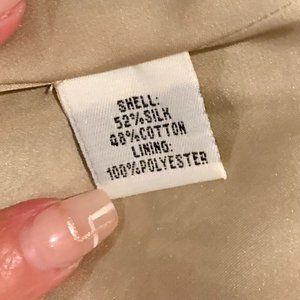 SHELL:
52%SILK
48%COTTON
LINING:
100%POLYESTER